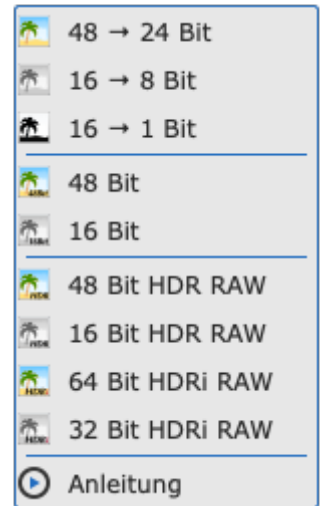 48 → 24 Bit
16 → 8 Bit
16 → 1 Bit
48 Bit
16 Bit
48 Bit HDR RAW
16 Bit HDR RAW
64 Bit HDRi RAW
32 Bit HDRi RAW
Anleitung